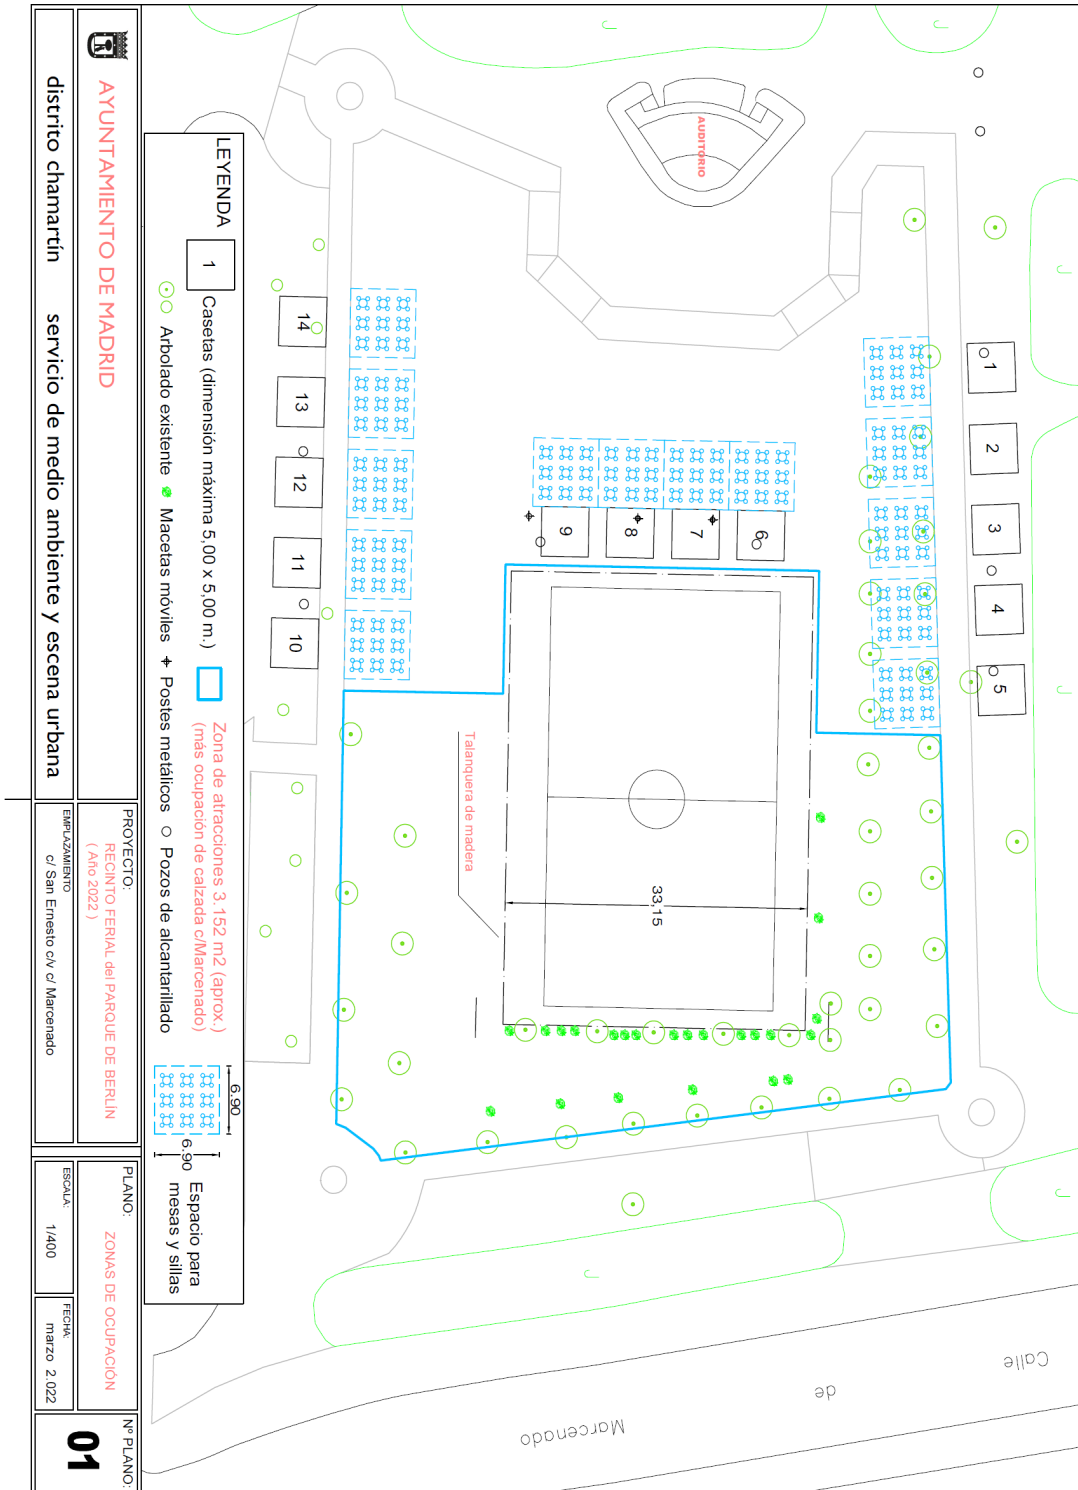 AUDITORIO
1
2
3
4
5
6
7
8
9
10
11
12
13
14
Talanquera de madera
33,15
Calle
de
Marcenado
J
J
J
J
J
J
LEYENDA
1
Casetas (dimensión máxima 5,00 x 5,00 m.)
Zona de atracciones 3.152 m2 (aprox.)
(más ocupación de calzada c/Marcenado)
Arbolado existente
Macetas móviles
Postes metálicos
Pozos de alcantarillado
6.90
6.90
Espacio para
mesas y sillas
AYUNTAMIENTO DE MADRID
distrito chamartín servicio de medio ambiente y escena urbana
PROYECTO:
RECINTO FERIAL del PARQUE DE BERLÍN
( Año 2022 )
EMPLAZAMIENTO
c/ San Ernesto c/v c/ Marcenado
PLANO:
ZONAS DE OCUPACIÓN
ESCALA:
1/400
FECHA:
marzo 2.022
Nº PLANO:
01